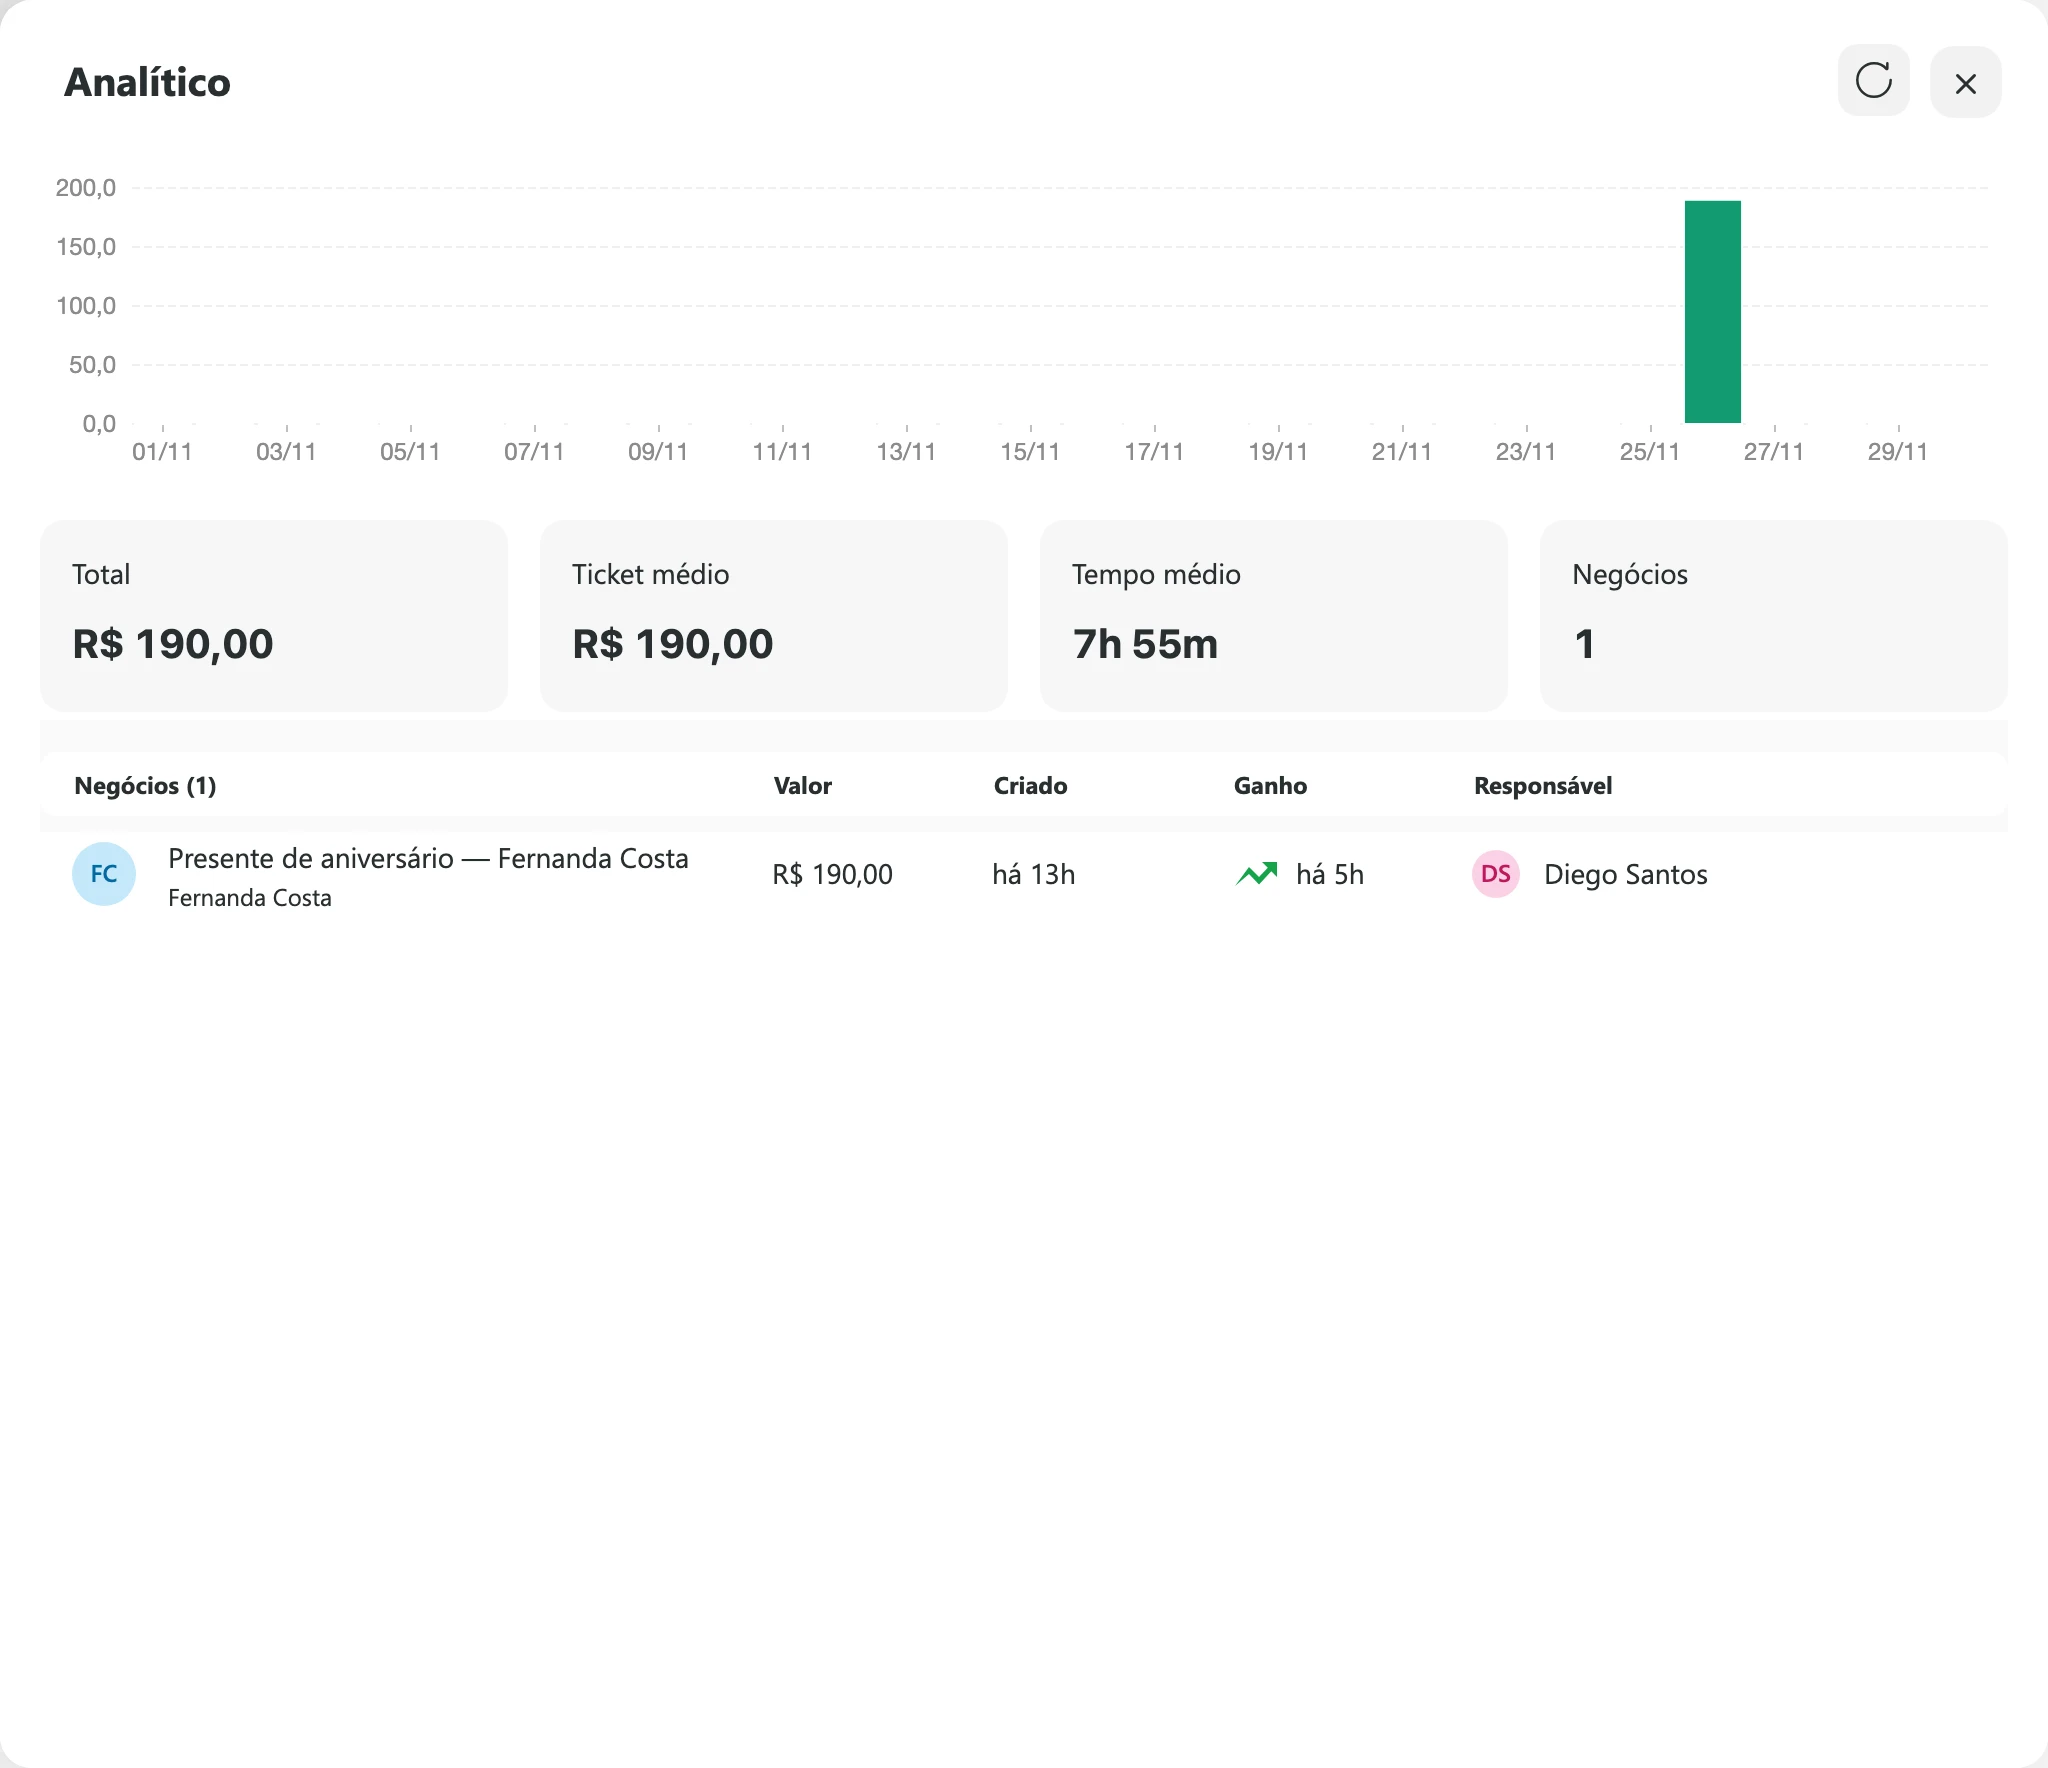 Analítico
200,0
150,0
100,0
50,0
0,0
01/11 03/11 05/11 07/11 09/11 11/11 13/11 15/11 17/11 19/11 21/11 23/11 25/11 27/11 29/11
Total Ticket médio Tempo médio Negócios
R$ 190,00 R$ 190,00 7h 55m 1
Negócios (1) Valor Criado Ganho Responsável
FC Presente de aniversário — Fernanda Costa R$ 190,00 há 13h há 5h DS Diego Santos
Fernanda Costa